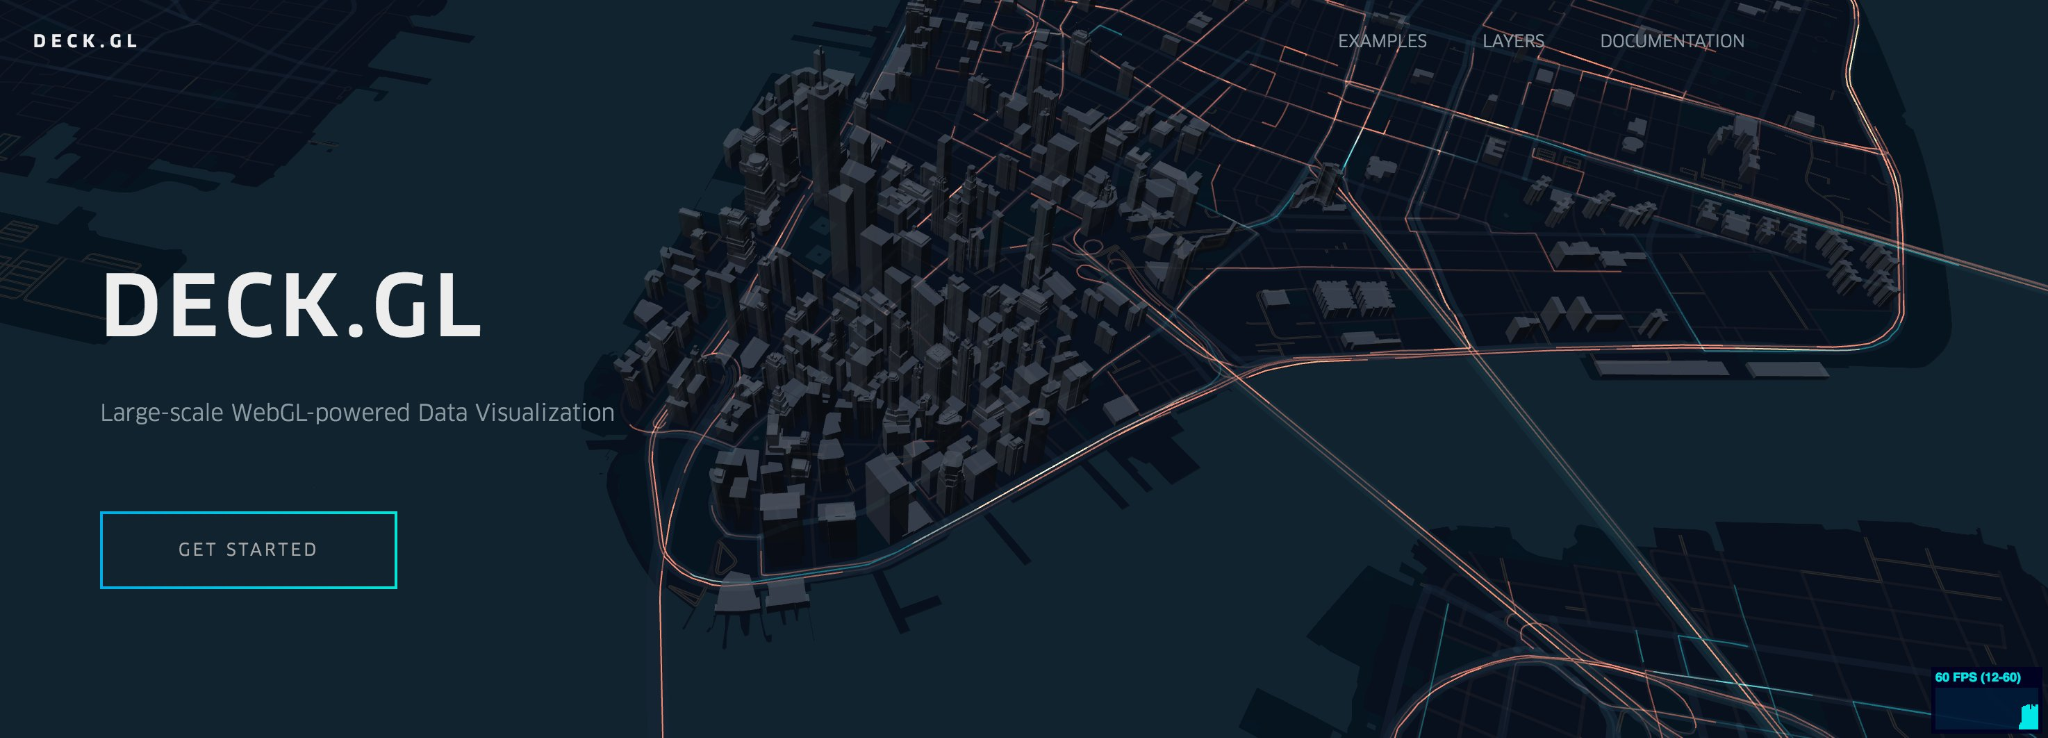 DECK.GL
EXAMPLES LAYERS DOCUMENTATION
DECK.GL
Large-scale WebGL-powered Data Visualization
GET STARTED
60 FPS (12-60)